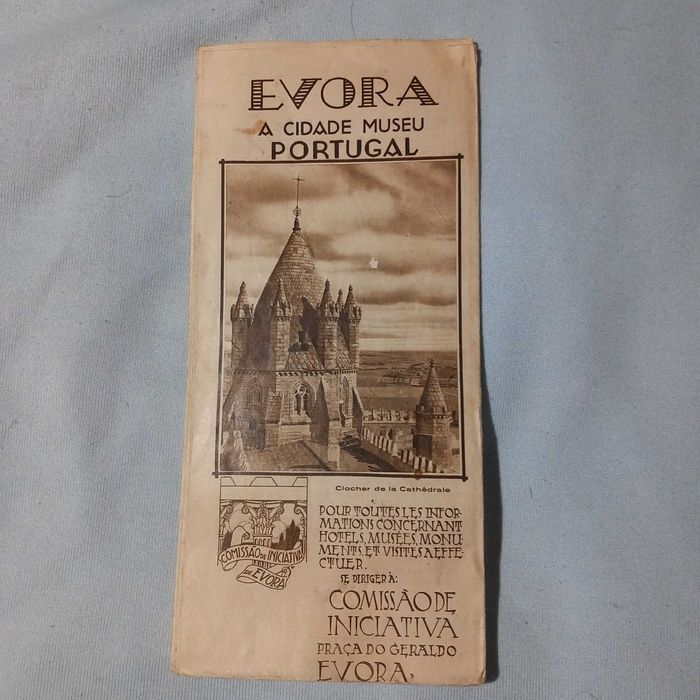 EVORA
A CIDADE MUSEU
PORTUGAL
Clocher de la Cathédrale
COMISSÃO DE INICIATIVA
DE EVORA
POUR TOUTES LES INFOR-
MATIONS CONCERNANT
HOTELS, MUSÉES, MONU-
MENTS, ET VISITES A EFFE-
CTUER.
SE DIRIGER À:
COMISSÃO DE
INICIATIVA
PRAÇA DO GERALDO
EVORA.